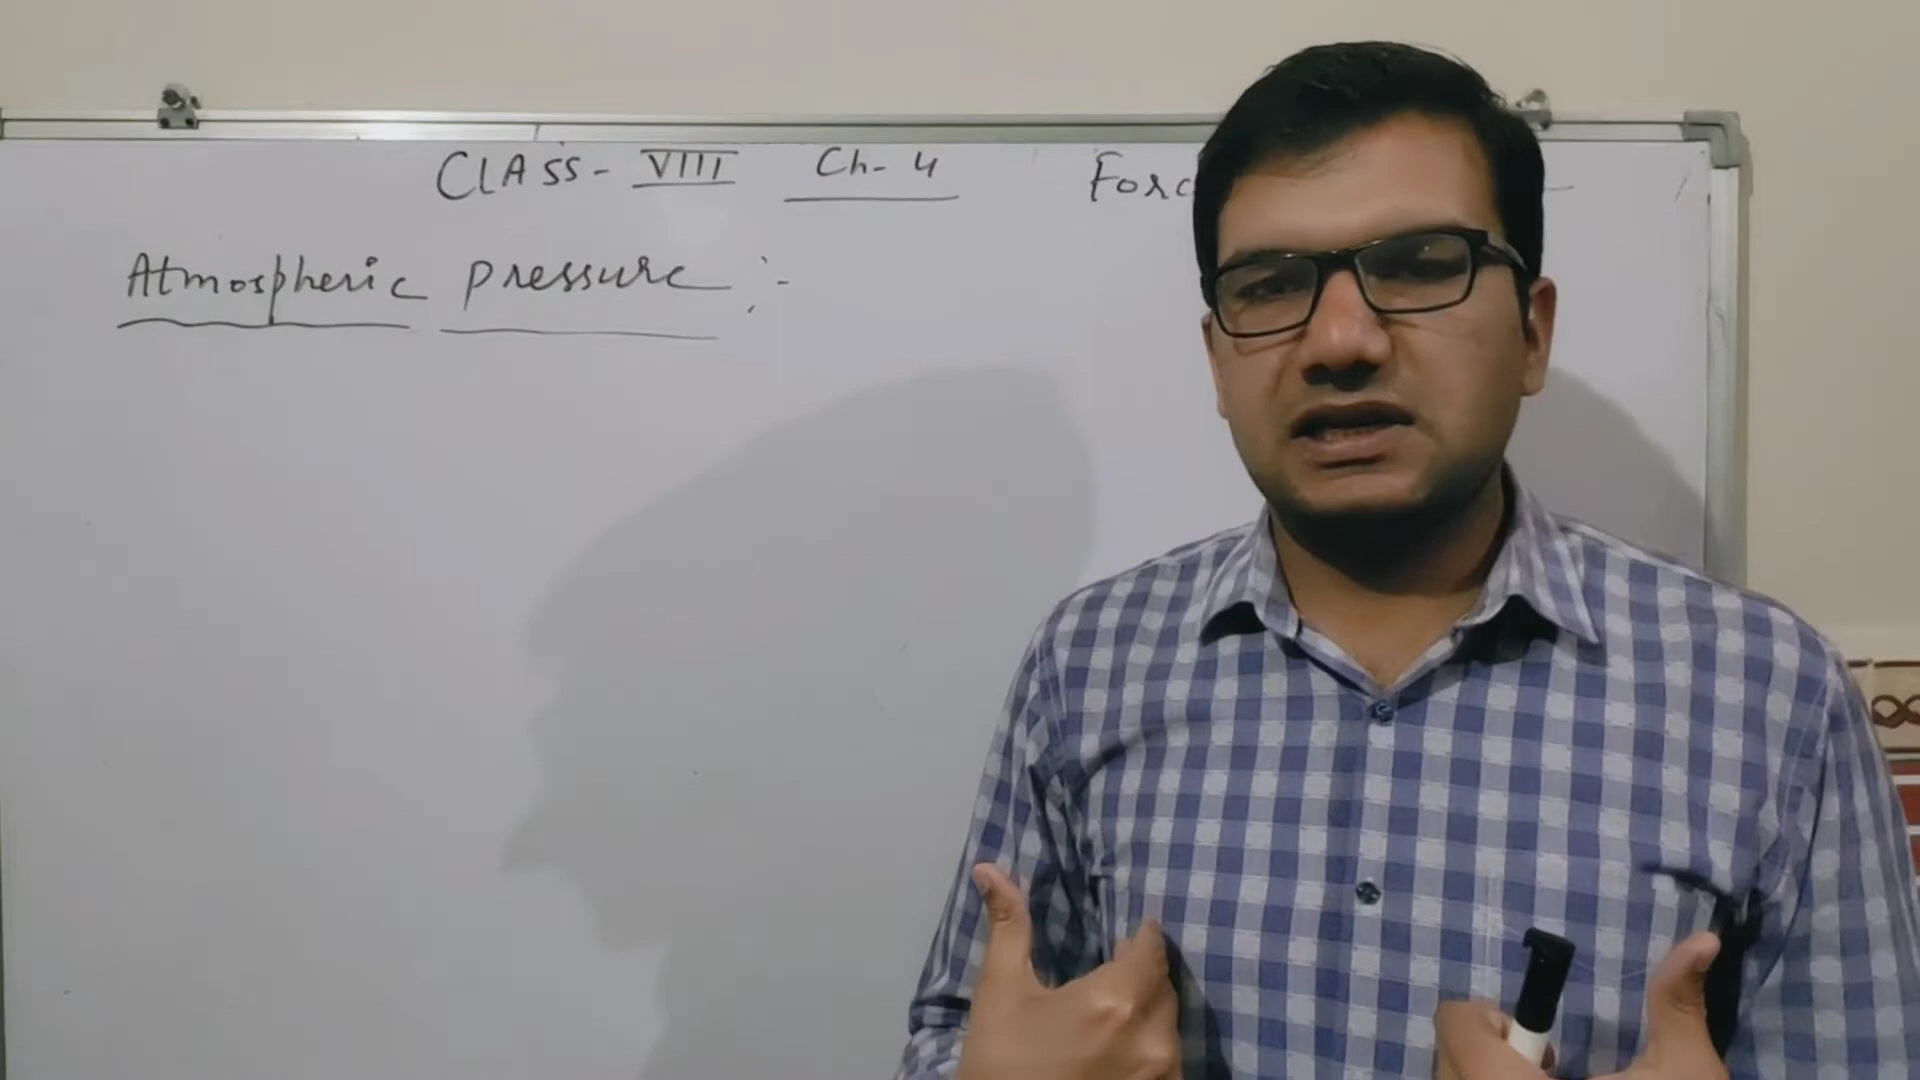 CLASS- VIII Ch- 4
Atmospheric pressure :-